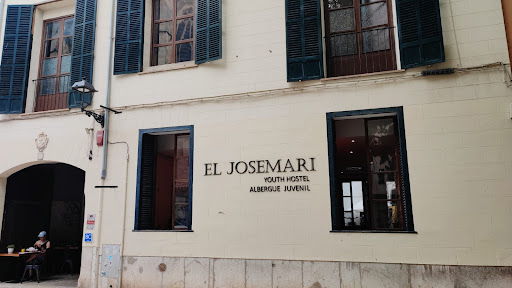 EL JOSEMARI
YOUTH HOSTEL
ALBERGUE JUVENIL